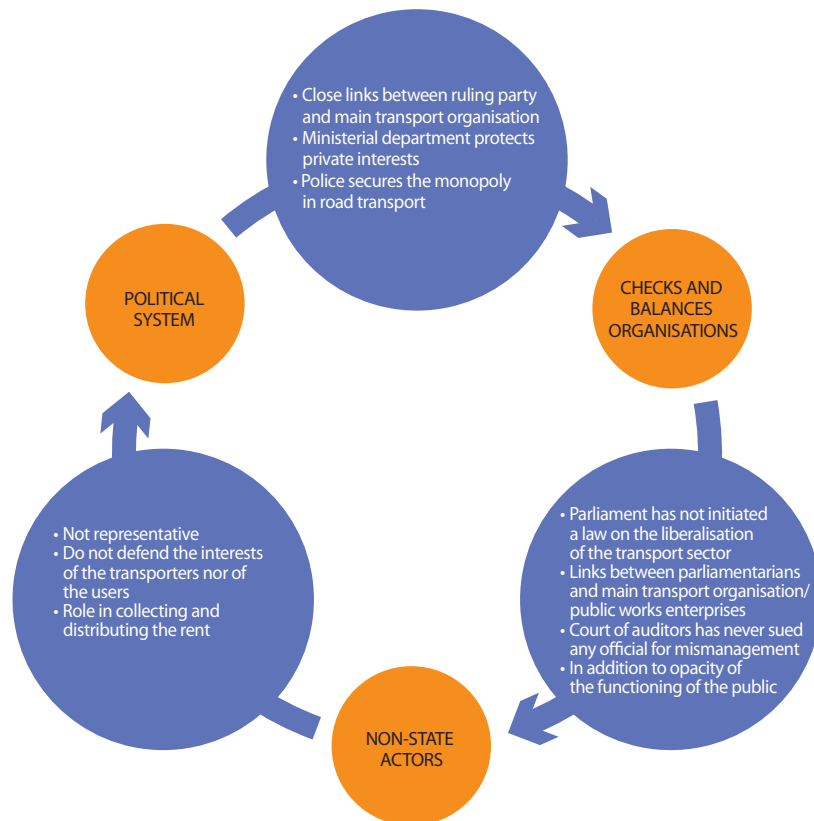 • Close links between ruling party
and main transport organisation
• Ministerial department protects
private interests
• Police secures the monopoly
in road transport
POLITICAL
SYSTEM
CHECKS AND
BALANCES
ORGANISATIONS
• Parliament has not initiated
a law on the liberalisation
of the transport sector
• Links between parliamentarians
and main transport organisation/
public works enterprises
• Court of auditors has never sued
any official for mismanagement
• In addition to opacity of
the functioning of the public
• Not representative
• Do not defend the interests
of the transporters nor of
the users
• Role in collecting and
distributing the rent
NON-STATE
ACTORS